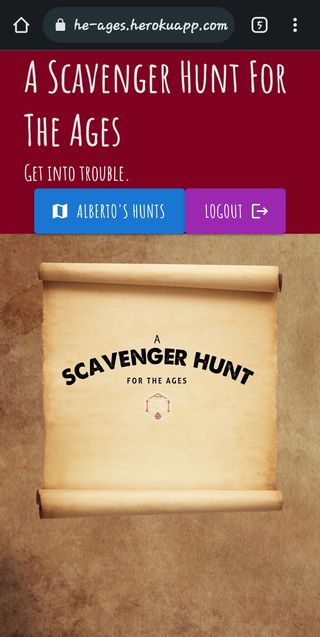 he-ages.herokuapp.com
5
A Scavenger Hunt For
The Ages
Get into trouble.
ALBERTO'S HUNTS
LOGOUT
A
SCAVENGER HUNT
FOR THE AGES